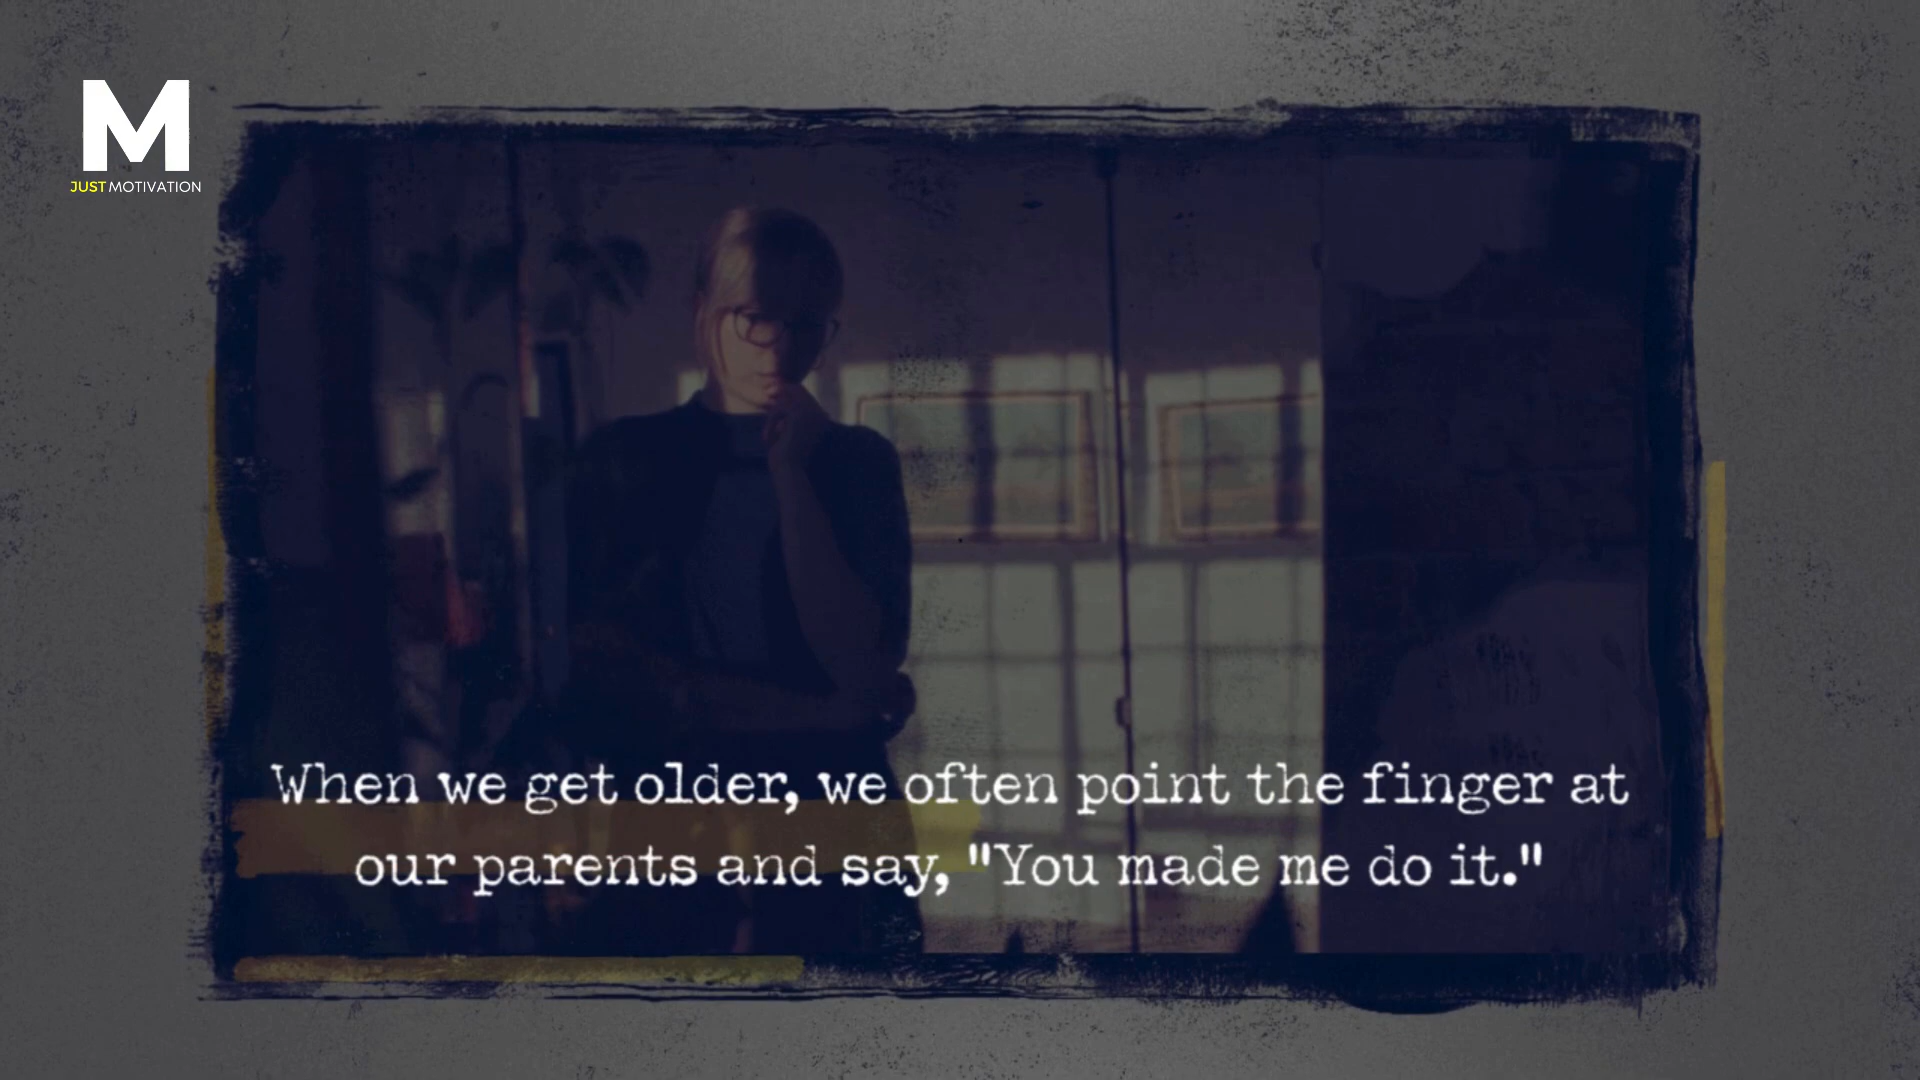 M
JUST MOTIVATION
When we get older, we often point the finger at
our parents and say, "You made me do it."